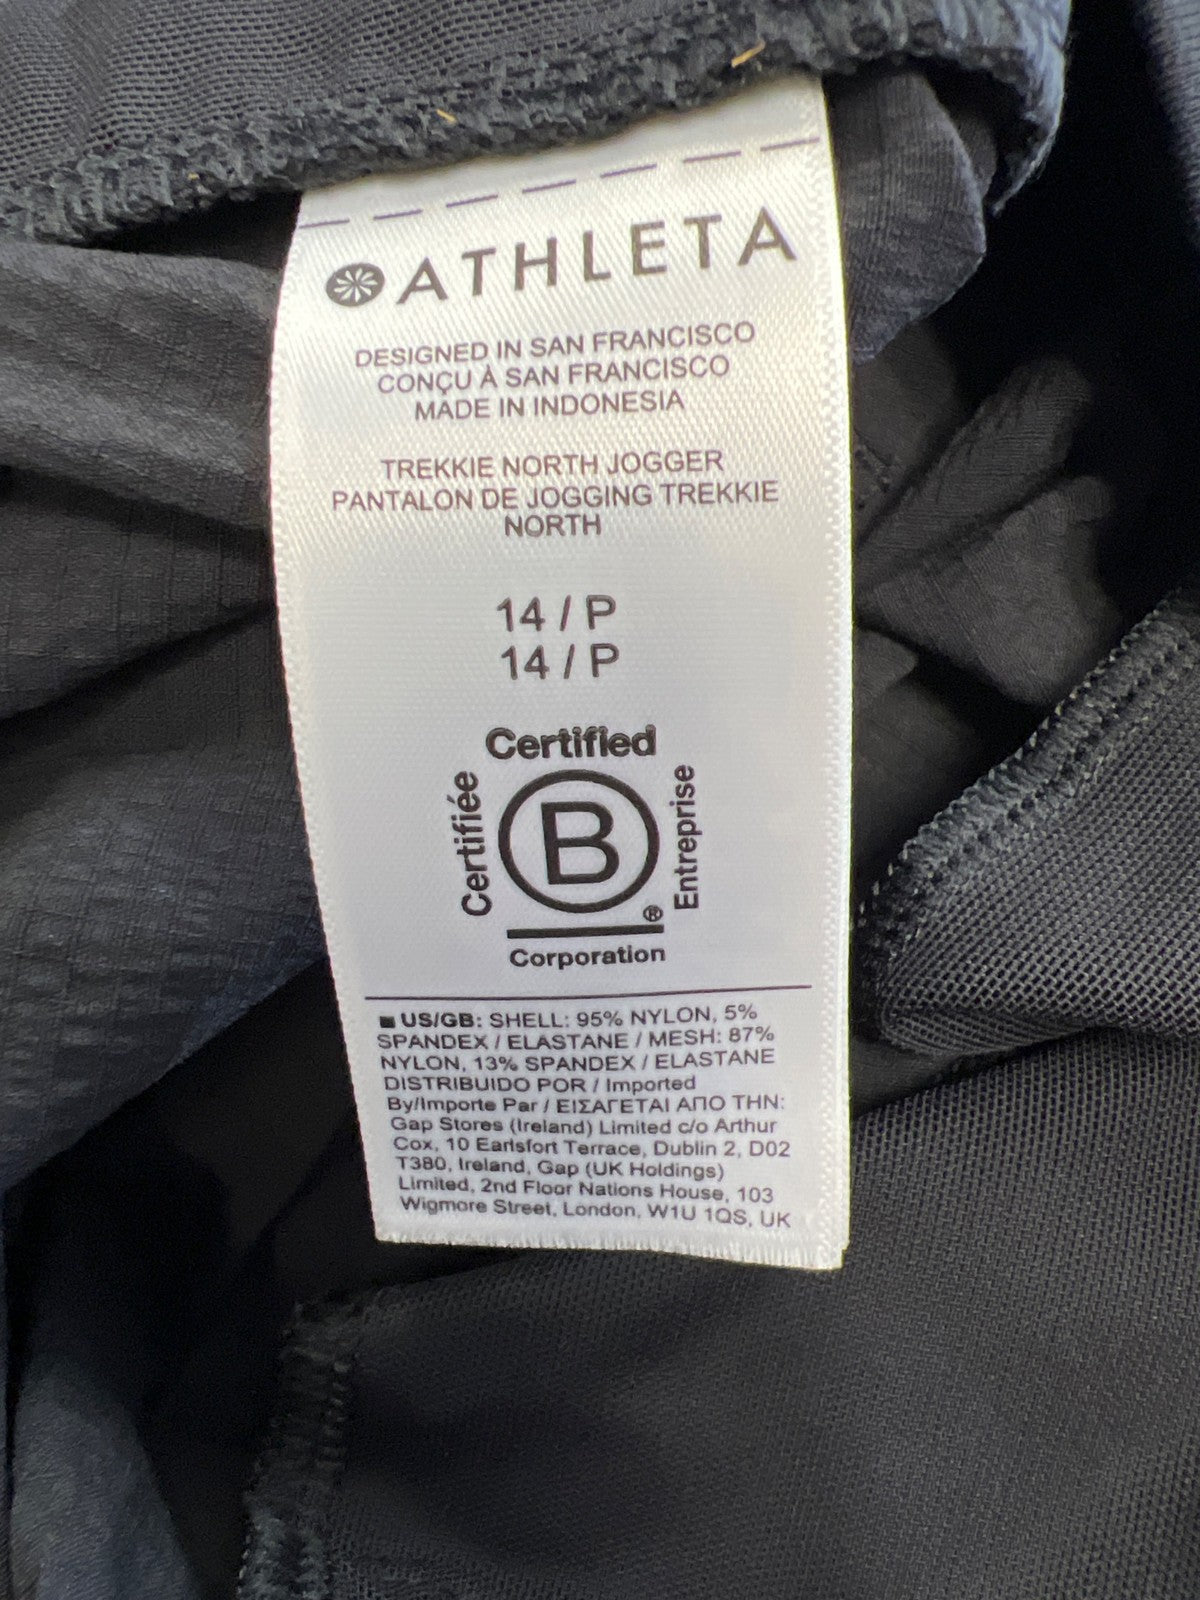 ATHLETA
DESIGNED IN SAN FRANCISCO
CONÇU À SAN FRANCISCO
MADE IN INDONESIA
TREKKIE NORTH JOGGER
PANTALON DE JOGGING TREKKIE
NORTH
14 / P
14 / P
Certified
Certifiée
B
®
Entreprise
Corporation
US/GB: SHELL: 95% NYLON, 5%
SPANDEX / ELASTANE / MESH: 87%
NYLON, 13% SPANDEX / ELASTANE
DISTRIBUIDO POR / Imported
By/Importe Par / ΕΙΣΑΓΕΤΑΙ ΑΠΟ ΤΗΝ:
Gap Stores (Ireland) Limited c/o Arthur
Cox, 10 Earlsfort Terrace, Dublin 2, D02
T380, Ireland, Gap (UK Holdings)
Limited, 2nd Floor Nations House, 103
Wigmore Street, London, W1U 1QS, UK